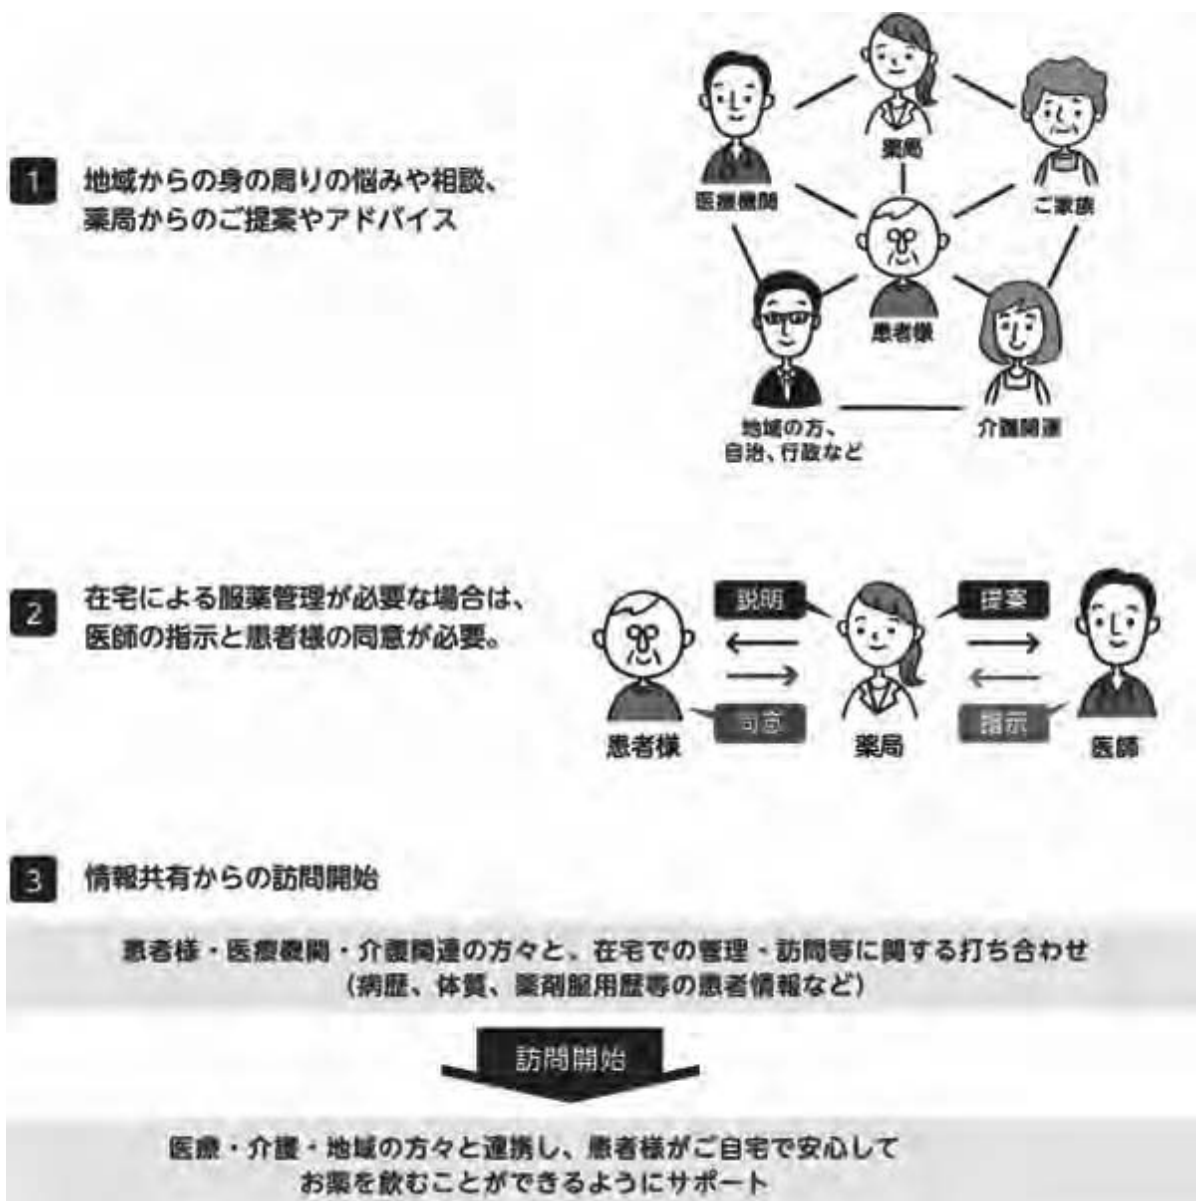 1
地域からの身の周りの悩みや相談、
薬局からのご提案やアドバイス
薬局
医療機関
ご家族
患者様
地域の方、
自治、行政など
介護関連
2
在宅による服薬管理が必要な場合は、
医師の指示と患者様の同意が必要。
説明
提案
同意
指示
患者様
薬局
医師
3
情報共有からの訪問開始
患者様・医療機関・介護関連の方々と、在宅での管理・訪問等に関する打ち合わせ
(病歴、体質、薬剤服用歴等の患者情報など)
訪問開始
医療・介護・地域の方々と連携し、患者様がご自宅で安心して
お薬を飲むことができるようにサポート